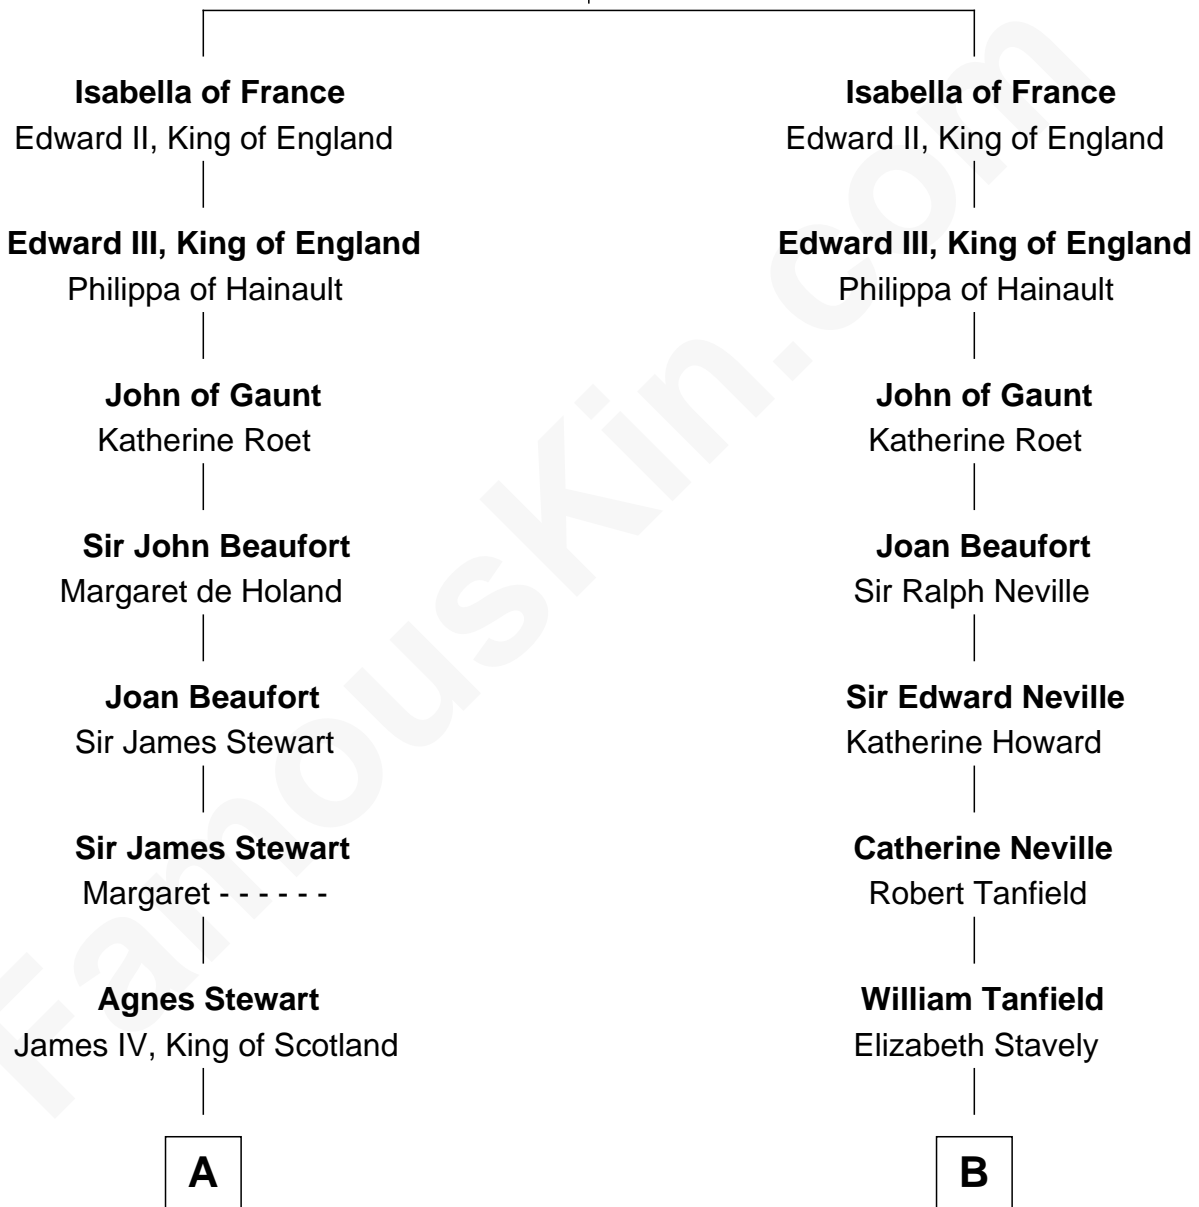 Isabella of France
Edward II, King of England
Edward III, King of England
Philippa of Hainault
John of Gaunt
Katherine Roet
Sir John Beaufort
Margaret de Holand
Joan Beaufort
Sir James Stewart
Sir James Stewart
Margaret - - - - - -
Agnes Stewart
James IV, King of Scotland
A
Isabella of France
Edward II, King of England
Edward III, King of England
Philippa of Hainault
John of Gaunt
Katherine Roet
Joan Beaufort
Sir Ralph Neville
Sir Edward Neville
Katherine Howard
Catherine Neville
Robert Tanfield
William Tanfield
Elizabeth Stavely
B
FamousKin.com